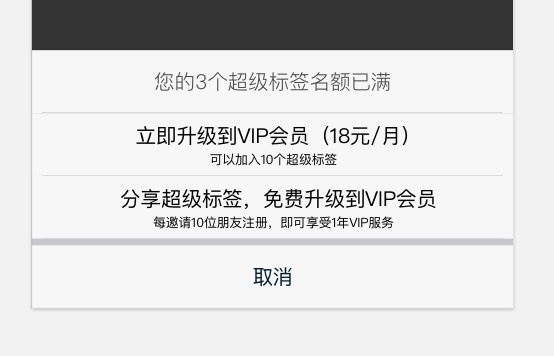 您的3个超级标签名额已满
立即升级到VIP会员（18元/月）
可以加入10个超级标签
分享超级标签，免费升级到VIP会员
每邀请10位朋友注册，即可享受1年VIP服务
取消